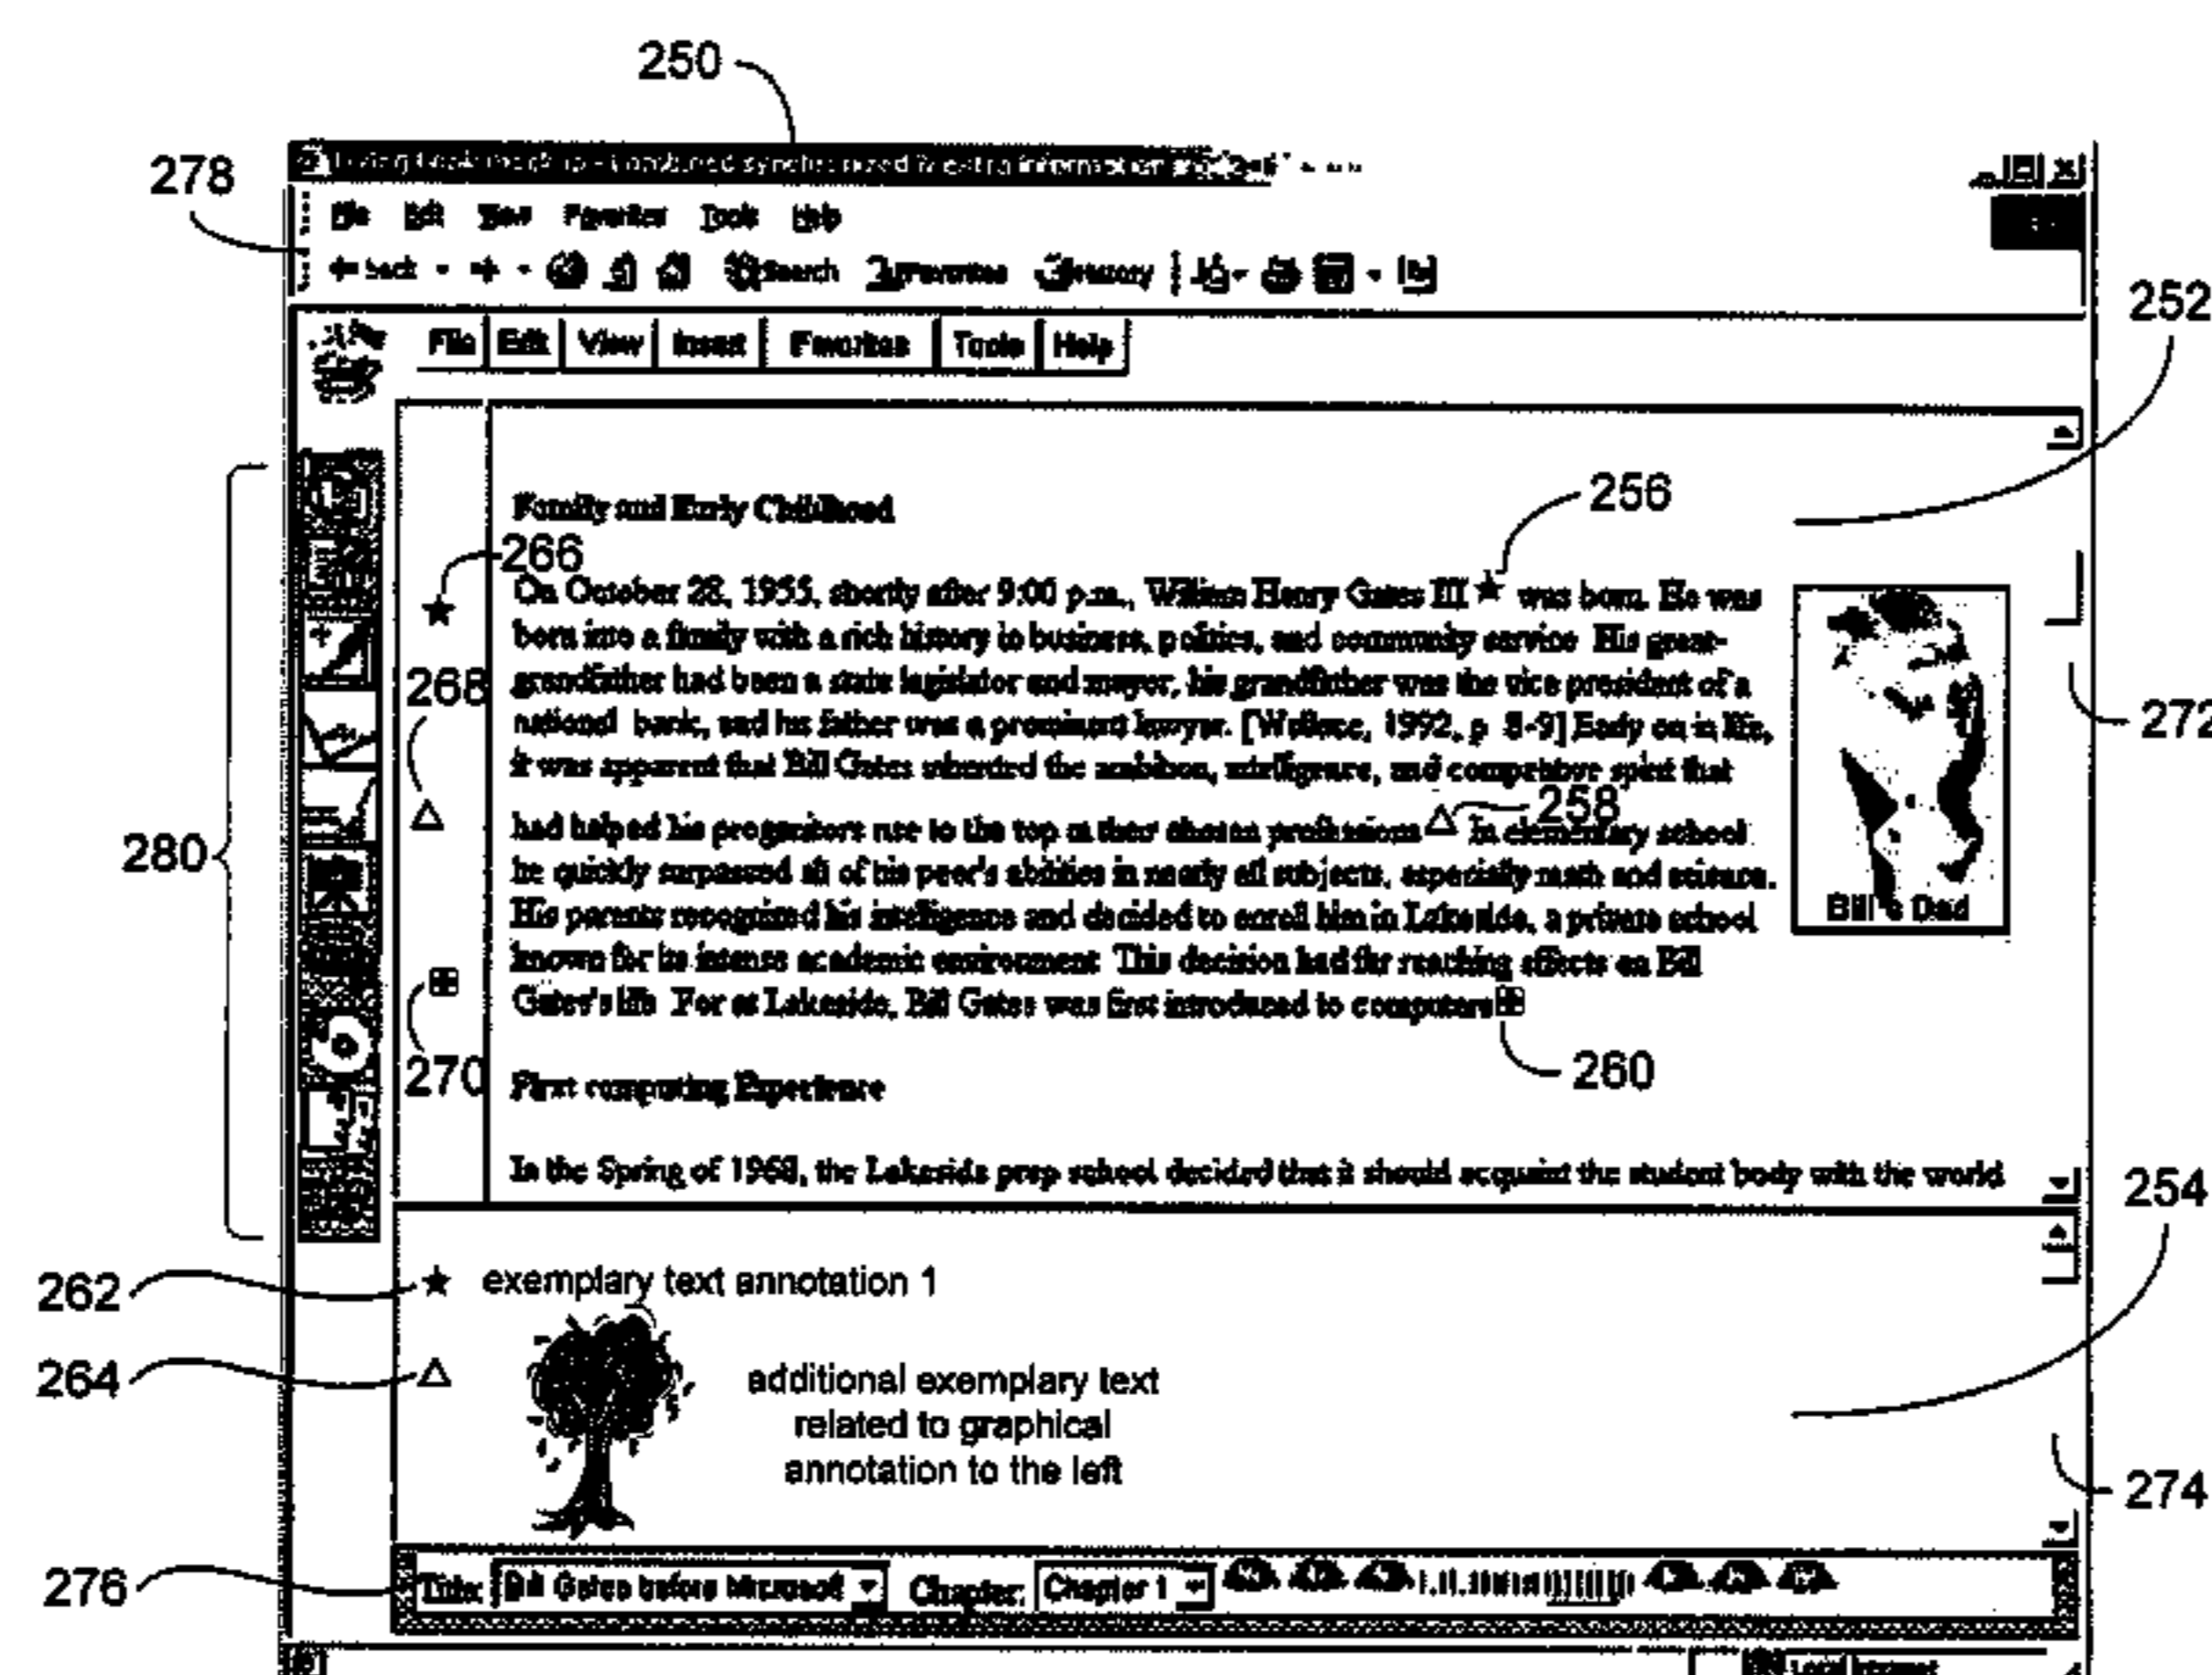 250
278
File Edit View Favorites Tools Help
Back Search Favorites History
252
File Edit View Insert Favorites Tools Help
256
Family and Early Childhood
266
On October 28, 1955, shortly after 9:00 p.m., William Henry Gates III ★ was born. He was
born into a family with a rich history in business, politics, and community service. His great-
268
grandfather had been a state legislator and mayor, his grandfather was the vice president of a
272
national bank, and his father was a prominent lawyer. [Wallace, 1992, p. 8-9] Early on in life,
it was apparent that Bill Gates inherited the ambition, intelligence, and competitive spirit that
258
had helped his progenitors rise to the top in their chosen professions △ In elementary school
280
he quickly surpassed all of his peer's abilities in nearly all subjects, especially math and science.
His parents recognized his intelligence and decided to enroll him in Lakeside, a private school
Bill's Dad
known for its intense academic environment. This decision had far reaching effects on Bill
Gates's life. For at Lakeside, Bill Gates was first introduced to computers ⊞
270
260
First computing Experience
In the Spring of 1968, the Lakeside prep school decided that it should acquaint the student body with the world
254
262
★ exemplary text annotation 1
264
△
additional exemplary text
related to graphical
annotation to the left
274
276
Title: Bill Gates before Microsoft Chapter: Chapter 1
Local intranet